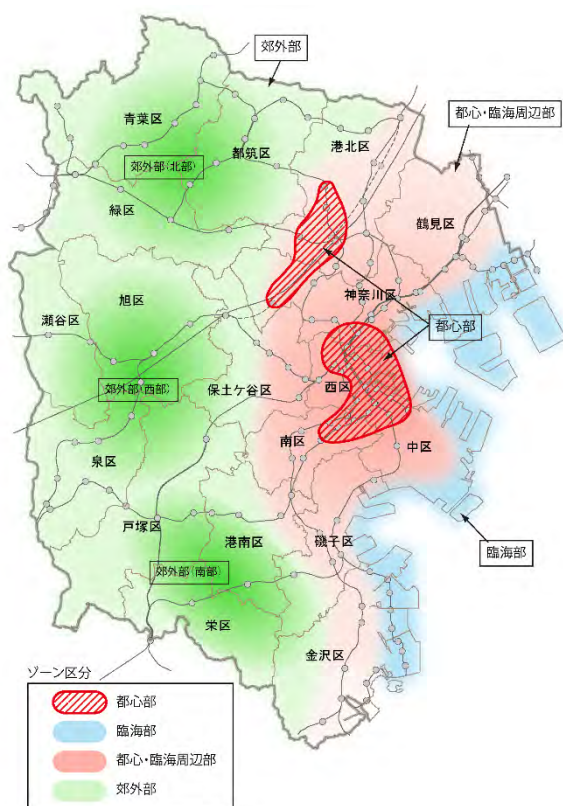 郊外部
青葉区
都筑区
港北区
都心・臨海周辺部
郊外部(北部)
緑区
鶴見区
神奈川区
旭区
瀬谷区
都心部
郊外部(西部)
保土ケ谷区
西区
南区
中区
泉区
戸塚区
港南区
磯子区
臨海部
郊外部(南部)
栄区
金沢区
ゾーン区分
都心部
臨海部
都心・臨海周辺部
郊外部